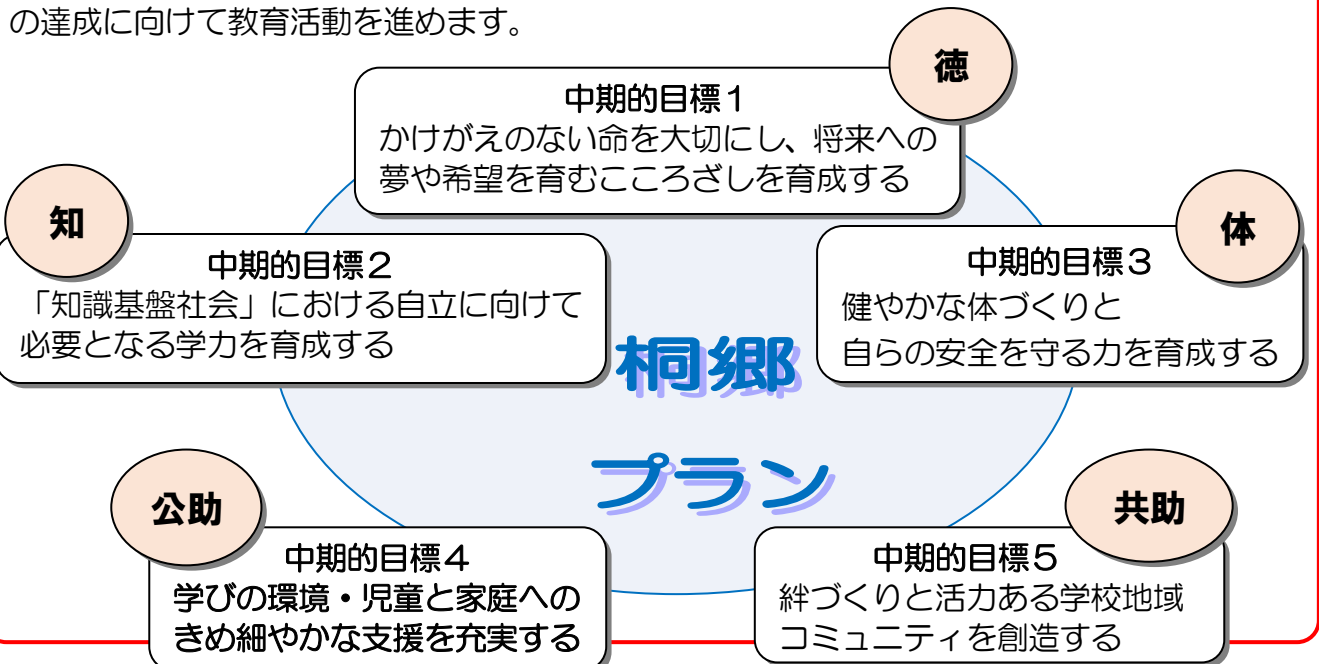 の達成に向けて教育活動を進めます。
徳
中期的目標１
かけがえのない命を大切にし、将来への
夢や希望を育むこころざしを育成する
知
中期的目標２
「知識基盤社会」における自立に向けて
必要となる学力を育成する
体
中期的目標３
健やかな体づくりと
自らの安全を守る力を育成する
桐郷
プラン
公助
中期的目標４
学びの環境・児童と家庭への
きめ細やかな支援を充実する
共助
中期的目標５
絆づくりと活力ある学校地域
コミュニティを創造する